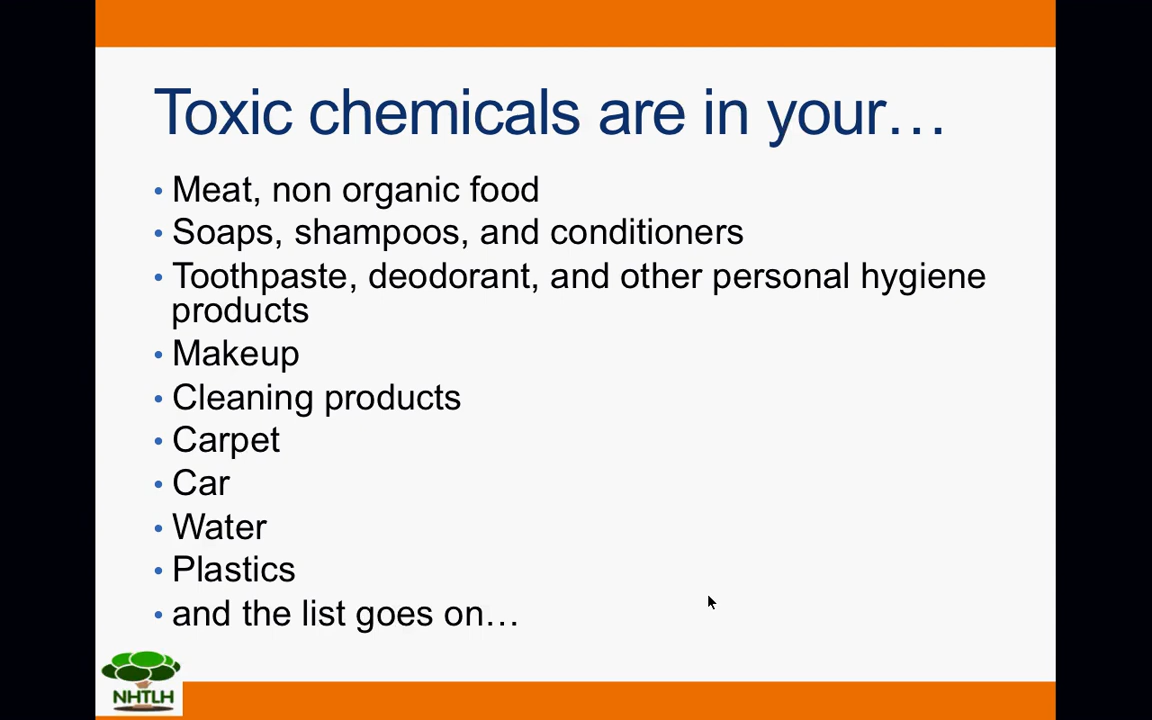 Toxic chemicals are in your…
• Meat, non organic food
• Soaps, shampoos, and conditioners
• Toothpaste, deodorant, and other personal hygiene
products
• Makeup
• Cleaning products
• Carpet
• Car
• Water
• Plastics
• and the list goes on…
NHTLH